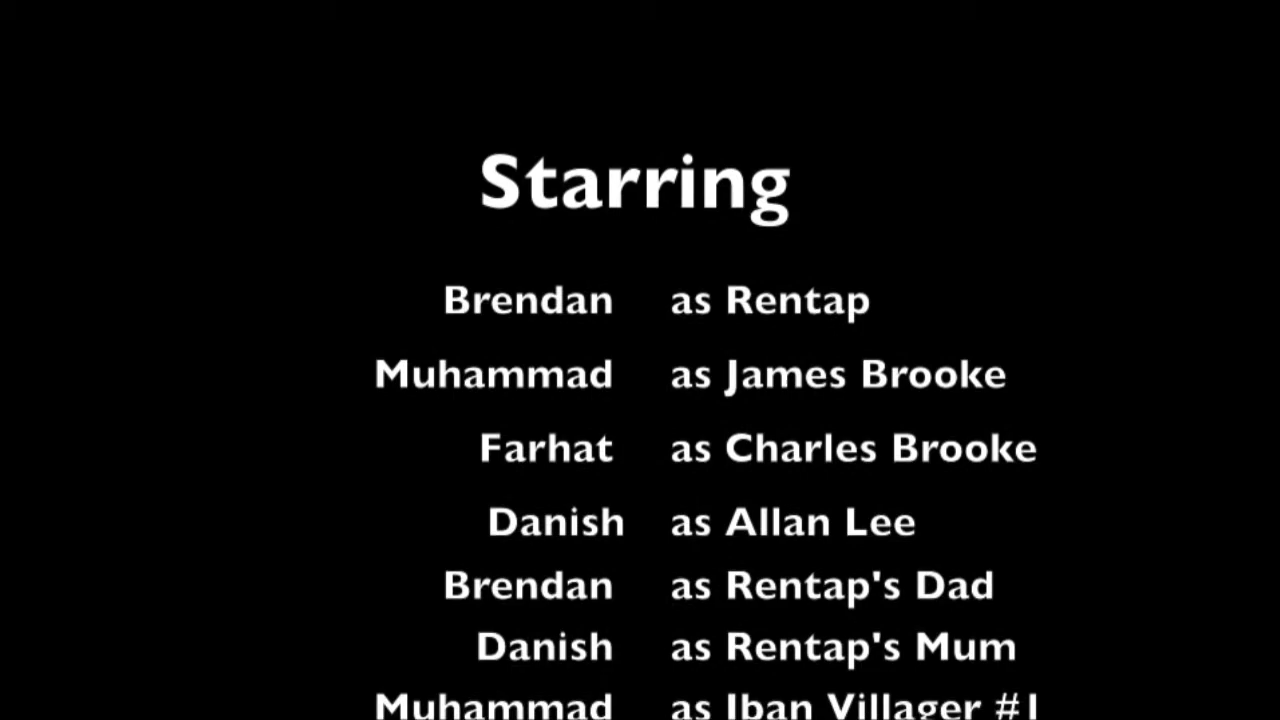 Starring
Brendan as Rentap
Muhammad as James Brooke
Farhat as Charles Brooke
Danish as Allan Lee
Brendan as Rentap's Dad
Danish as Rentap's Mum
Muhammad as Iban Villager #1